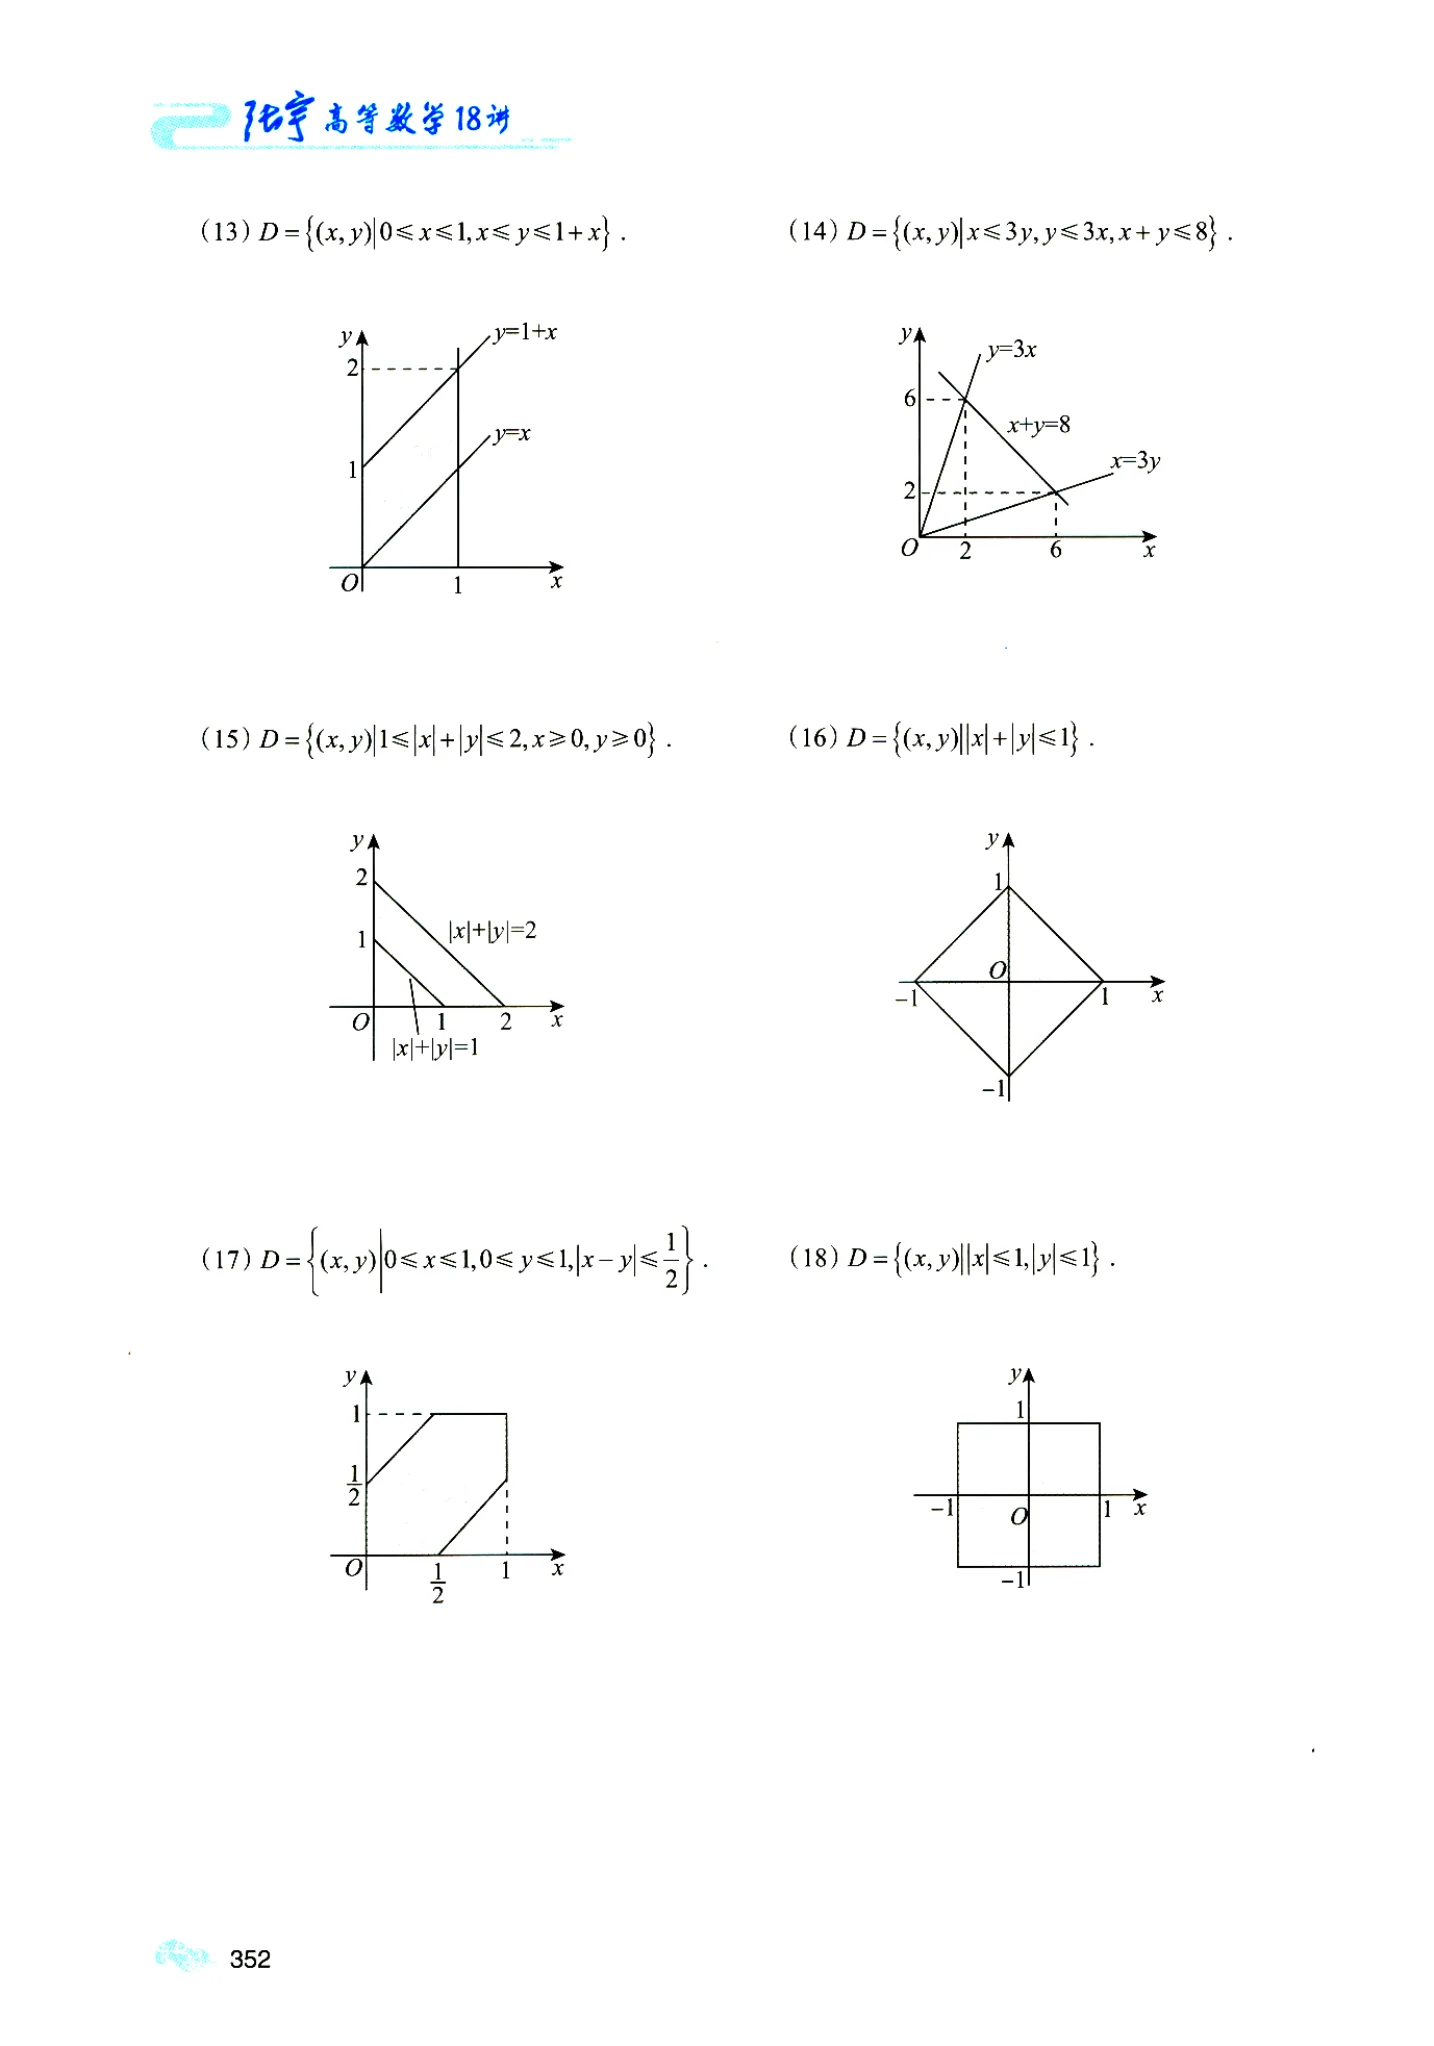 张宇高等数学18讲
(13) D={(x,y)|0≤x≤1,x≤y≤1+x}.
(14) D={(x,y)|x≤3y,y≤3x,x+y≤8}.
y
y=1+x
2
y=x
1
O
1
x
y
y=3x
6
x+y=8
x=3y
2
O
2
6
x
(15) D={(x,y)|1≤|x|+|y|≤2,x≥0,y≥0}.
(16) D={(x,y)||x|+|y|≤1}.
y
2
|x|+|y|=2
1
O
1
2
x
|x|+|y|=1
y
1
O
-1
1
x
-1
(17) D={(x,y)|0≤x≤1,0≤y≤1,|x-y|≤1/2}.
(18) D={(x,y)||x|≤1,|y|≤1}.
y
1
1/2
O
1/2
1
x
y
1
-1
O
1
x
-1
352